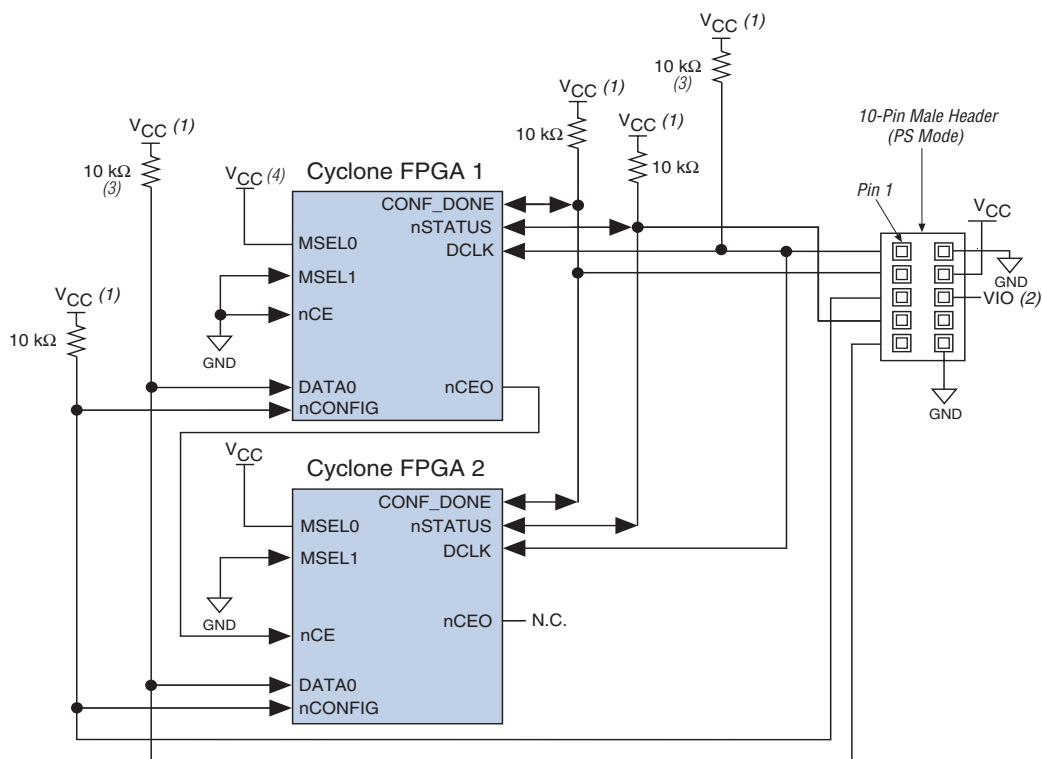 VCC (1)
10 kΩ
(3)
VCC (1)
10 kΩ
VCC (1)
10 kΩ
10-Pin Male Header
(PS Mode)
Pin 1
VCC
VCC (1)
10 kΩ
(3)
VCC (4)
Cyclone FPGA 1
CONF_DONE
nSTATUS
DCLK
MSEL0
MSEL1
nCE
GND
DATA0
nCONFIG
nCEO
VCC (1)
10 kΩ
GND
VIO (2)
GND
VCC
Cyclone FPGA 2
CONF_DONE
nSTATUS
DCLK
MSEL0
MSEL1
GND
nCE
nCEO
N.C.
DATA0
nCONFIG